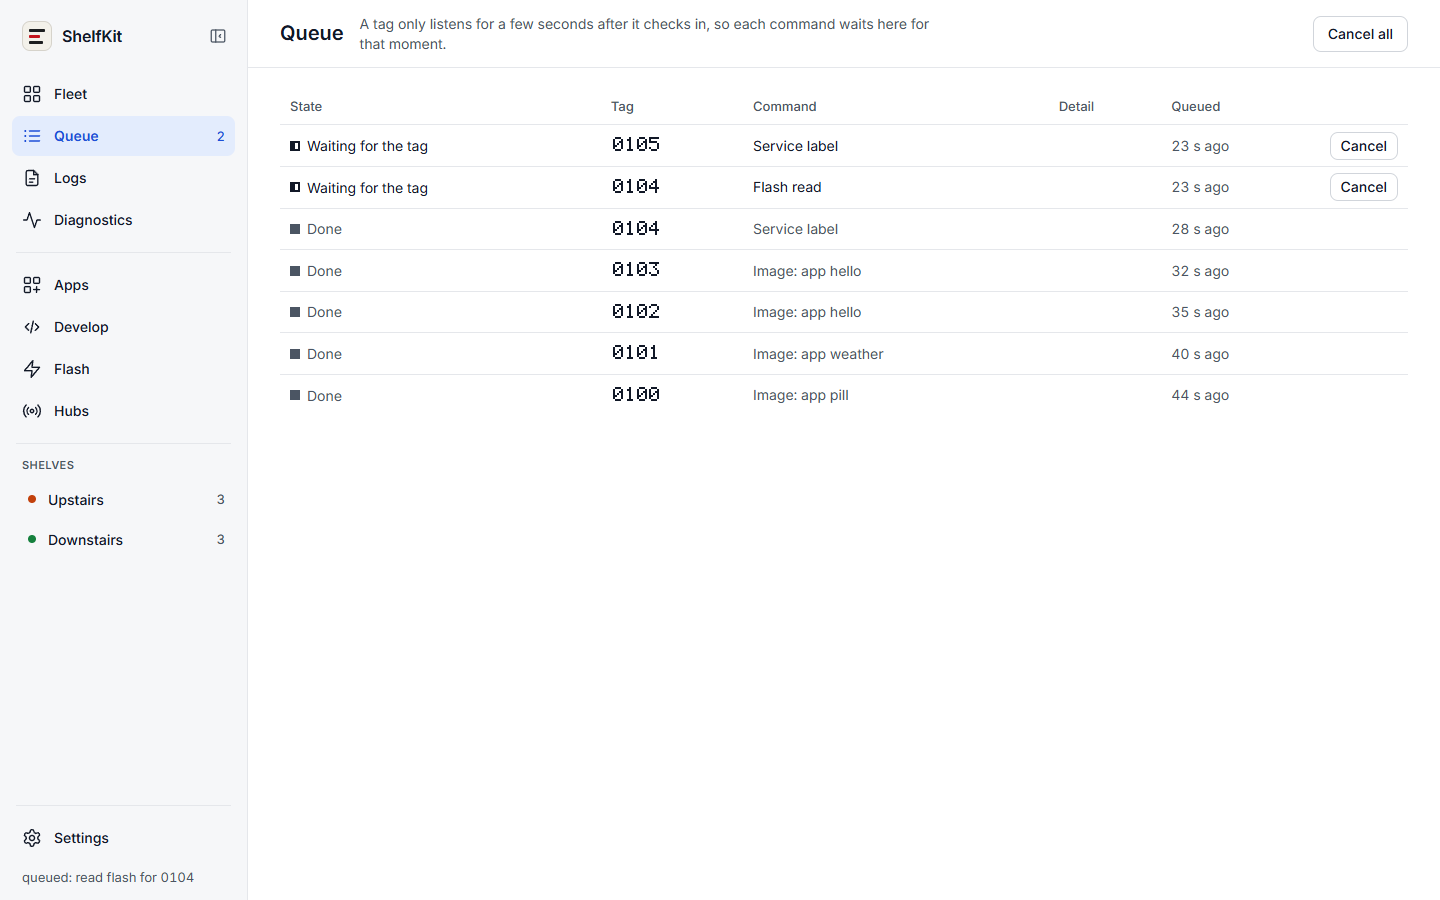 ShelfKit
Fleet
Queue 2
Logs
Diagnostics
Apps
Develop
Flash
Hubs
SHELVES
Upstairs 3
Downstairs 3
Settings
queued: read flash for 0104
Queue
A tag only listens for a few seconds after it checks in, so each command waits here for
that moment.
Cancel all
State Tag Command Detail Queued
Waiting for the tag 0105 Service label 23 s ago Cancel
Waiting for the tag 0104 Flash read 23 s ago Cancel
Done 0104 Service label 28 s ago
Done 0103 Image: app hello 32 s ago
Done 0102 Image: app hello 35 s ago
Done 0101 Image: app weather 40 s ago
Done 0100 Image: app pill 44 s ago